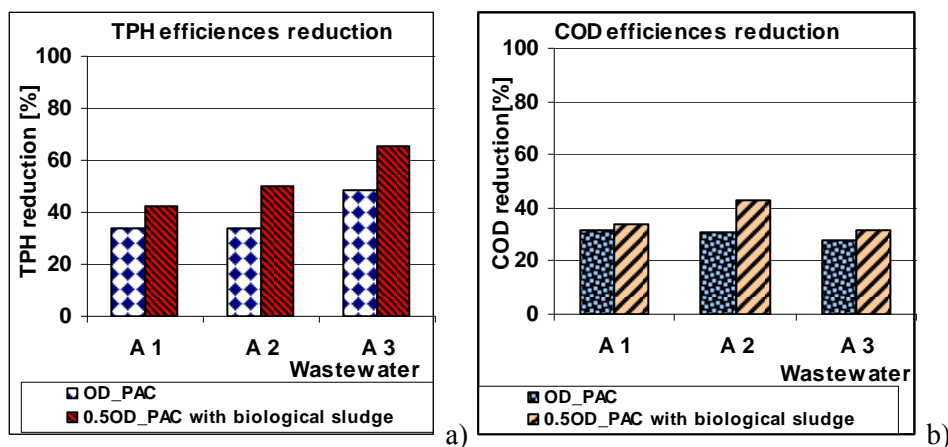 TPH efficiences reduction
TPH reduction [%]
100
80
60
40
20
0
A 1 A 2 A 3
Wastewater
OD_PAC
0.5OD_PAC with biological sludge
a)
COD efficiences reduction
COD reduction[%]
100
80
60
40
20
0
A 1 A 2 A 3
Wastewater
OD_PAC
0.5OD_PAC with biological sludge
b)